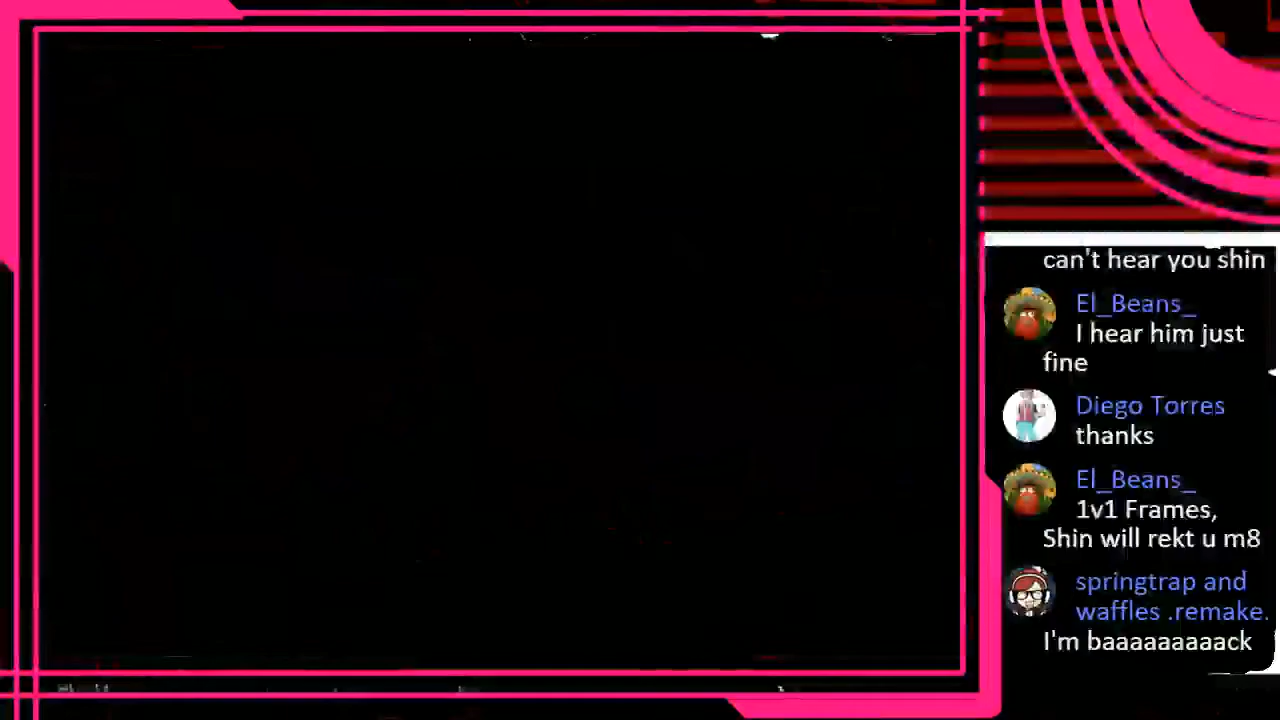 can't hear you shin
El_Beans_
I hear him just
fine
Diego Torres
thanks
El_Beans_
1v1 Frames,
Shin will rekt u m8
springtrap and
waffles .remake.
I'm baaaaaaaaack